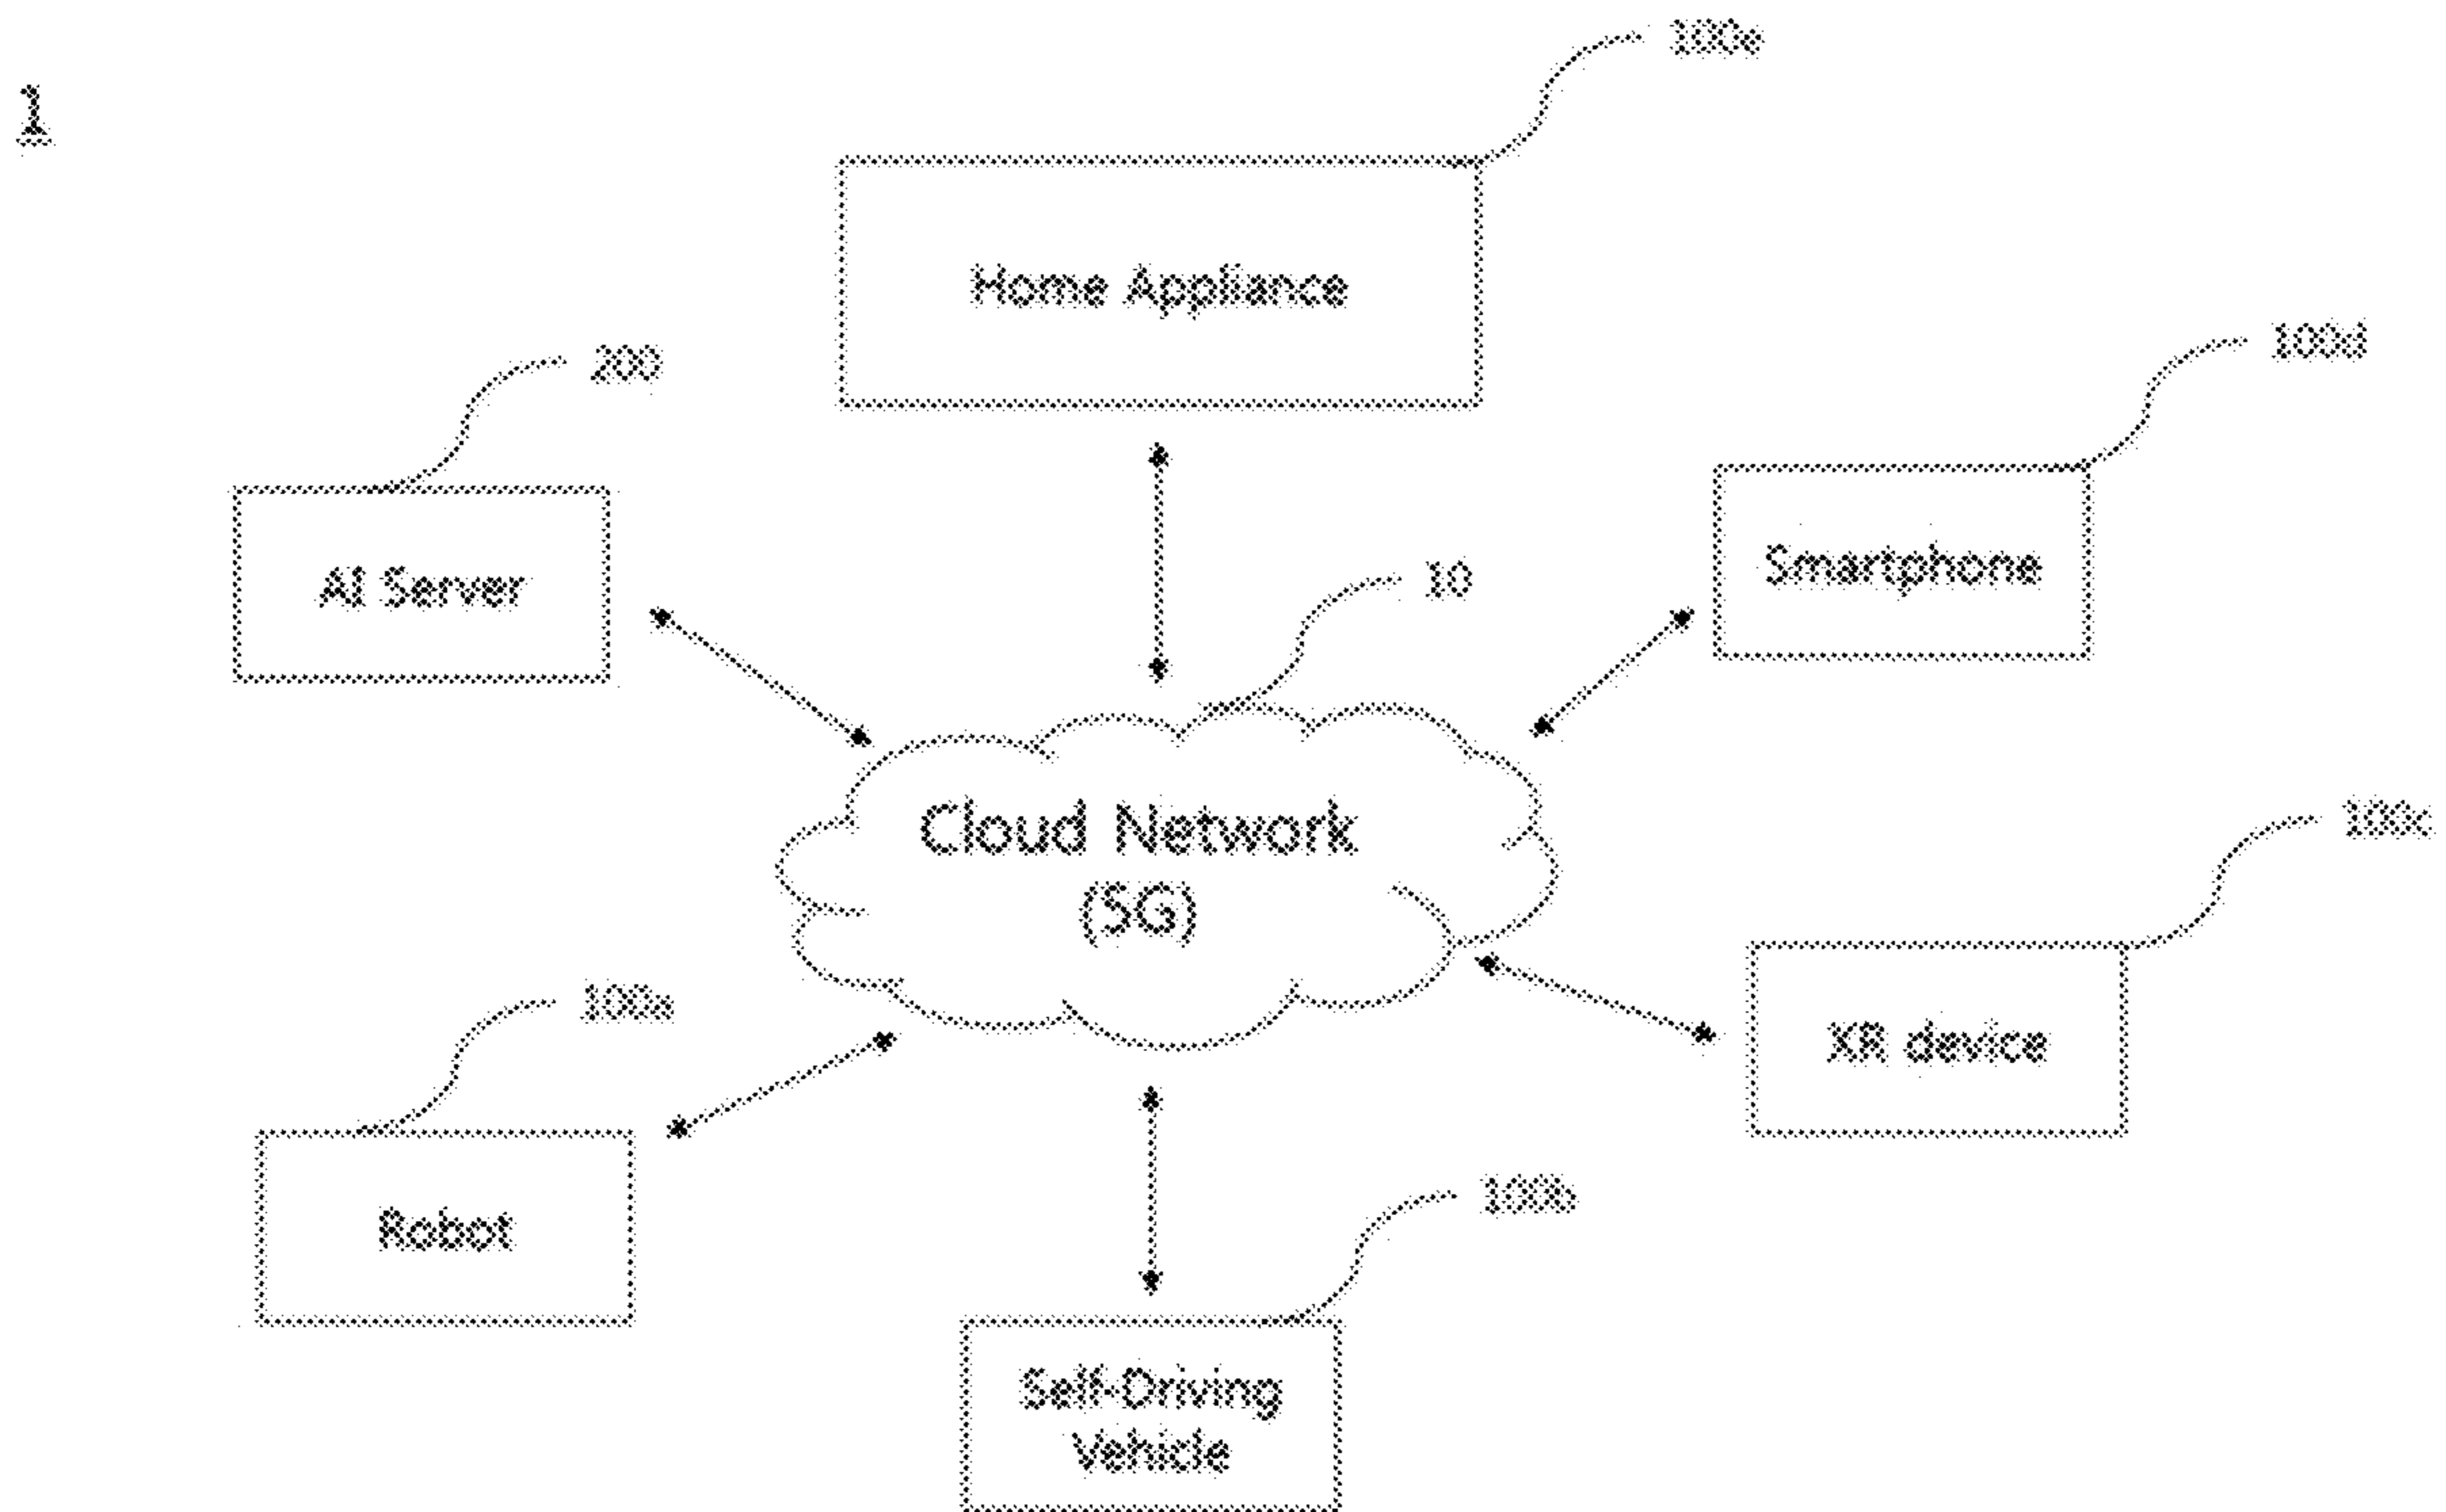 100e
1
Home Appliance
100d
200
Smartphone
AI Server
10
100c
Cloud Network
(5G)
100a
XR device
100b
Robot
Self-Driving
Vehicle